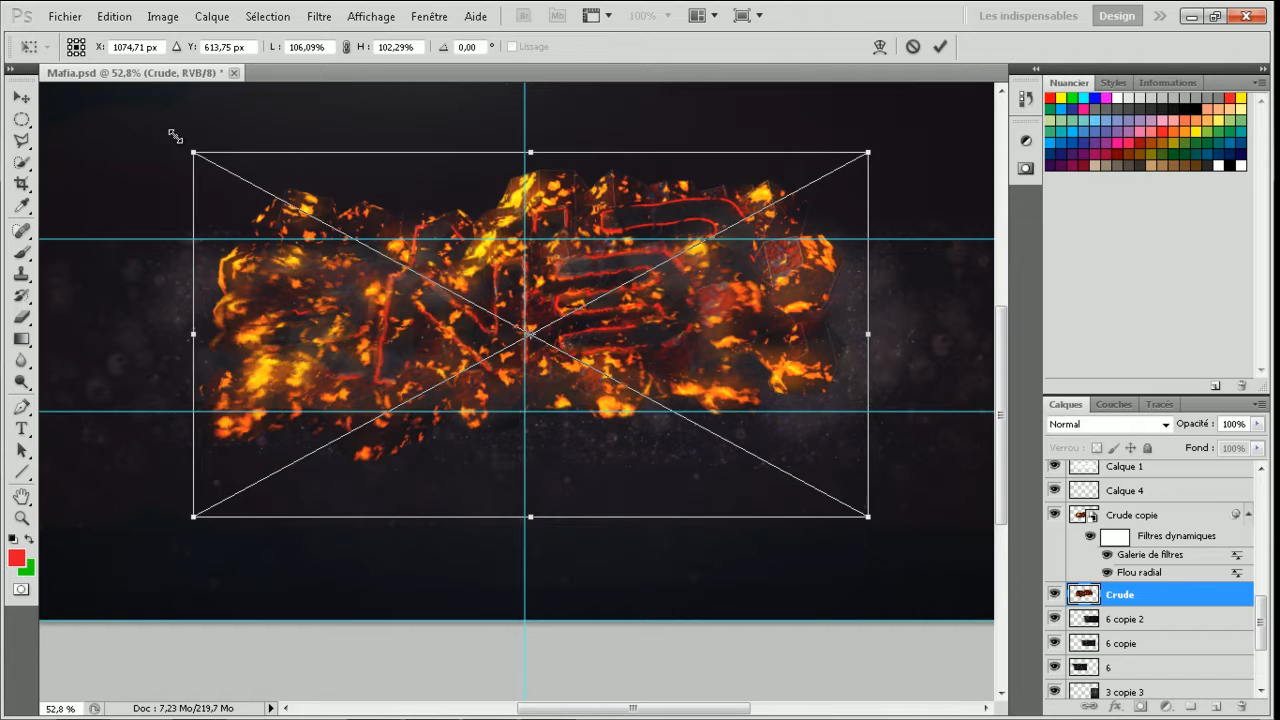 Ps Fichier Edition Image Calque Sélection Filtre Affichage Fenêtre Aide Br Mb 100% Les indispensables Design
X: 1074,71 px Y: 613,75 px L: 106,09% H: 102,29% 0,00 ° Lissage
Mafia.psd @ 52,8% (Crude, RVB/8) *
Nuancier Styles Informations
Calques Couches Tracés
Normal Opacité: 100%
Verrou : Fond : 100%
Calque 1
Calque 4
Crude copie
Filtres dynamiques
Galerie de filtres
Flou radial
Crude
6 copie 2
6 copie
6
3 copie 3
52,8 % Doc : 7,23 Mo/219,7 Mo